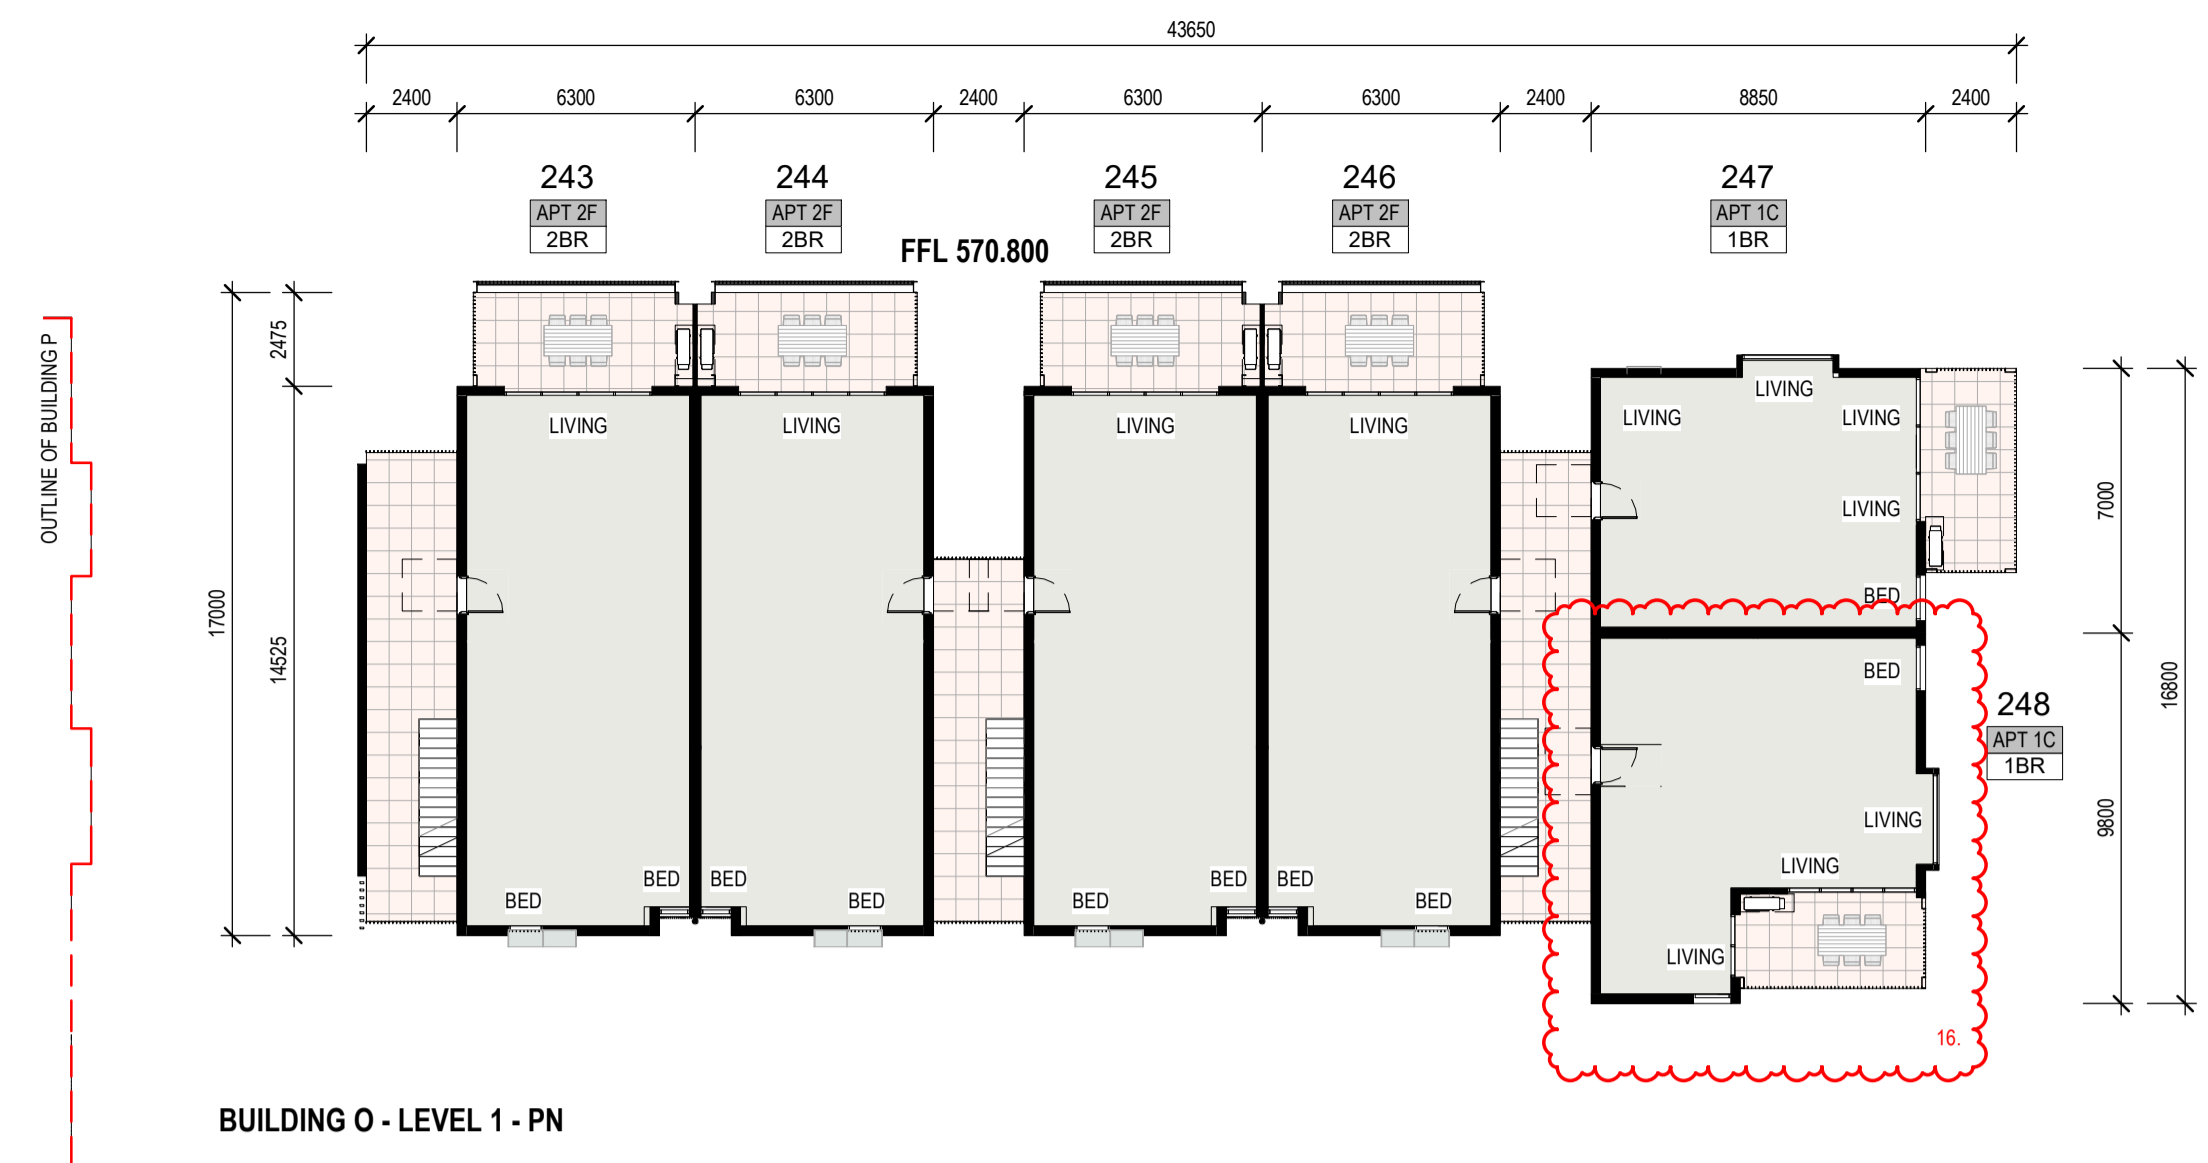 43650
2400 6300 6300 2400 6300 6300 2400 8850 2400
243 244 245 246 247
APT 2F APT 2F APT 2F APT 2F APT 1C
2BR 2BR 2BR 2BR 1BR
FFL 570.800
OUTLINE OF BUILDING P
2475
17000
14525
LIVING LIVING LIVING LIVING
LIVING
LIVING LIVING
LIVING
BED
7000
16800
9800
BED
248
APT 1C
1BR
LIVING
LIVING
LIVING
BED BED BED BED
BED BED BED BED
16.
BUILDING O - LEVEL 1 - PN